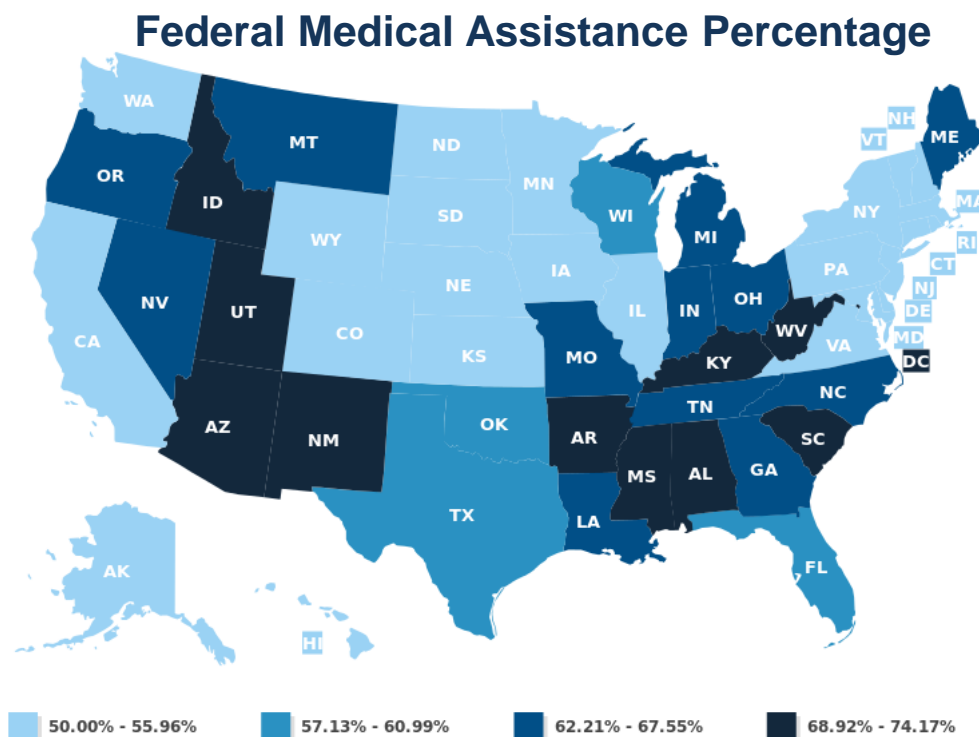 Federal Medical Assistance Percentage
WA
MT
ND
MN
OR
ID
SD
WY
WI
MI
NH
VT
ME
NY
MA
RI
CT
PA
NJ
DE
MD
DC
NE
IA
IL
IN
OH
WV
VA
NV
UT
CO
KS
MO
KY
CA
AZ
NM
OK
AR
TN
NC
SC
MS
AL
GA
TX
LA
FL
AK
HI
50.00% - 55.96%
57.13% - 60.99%
62.21% - 67.55%
68.92% - 74.17%